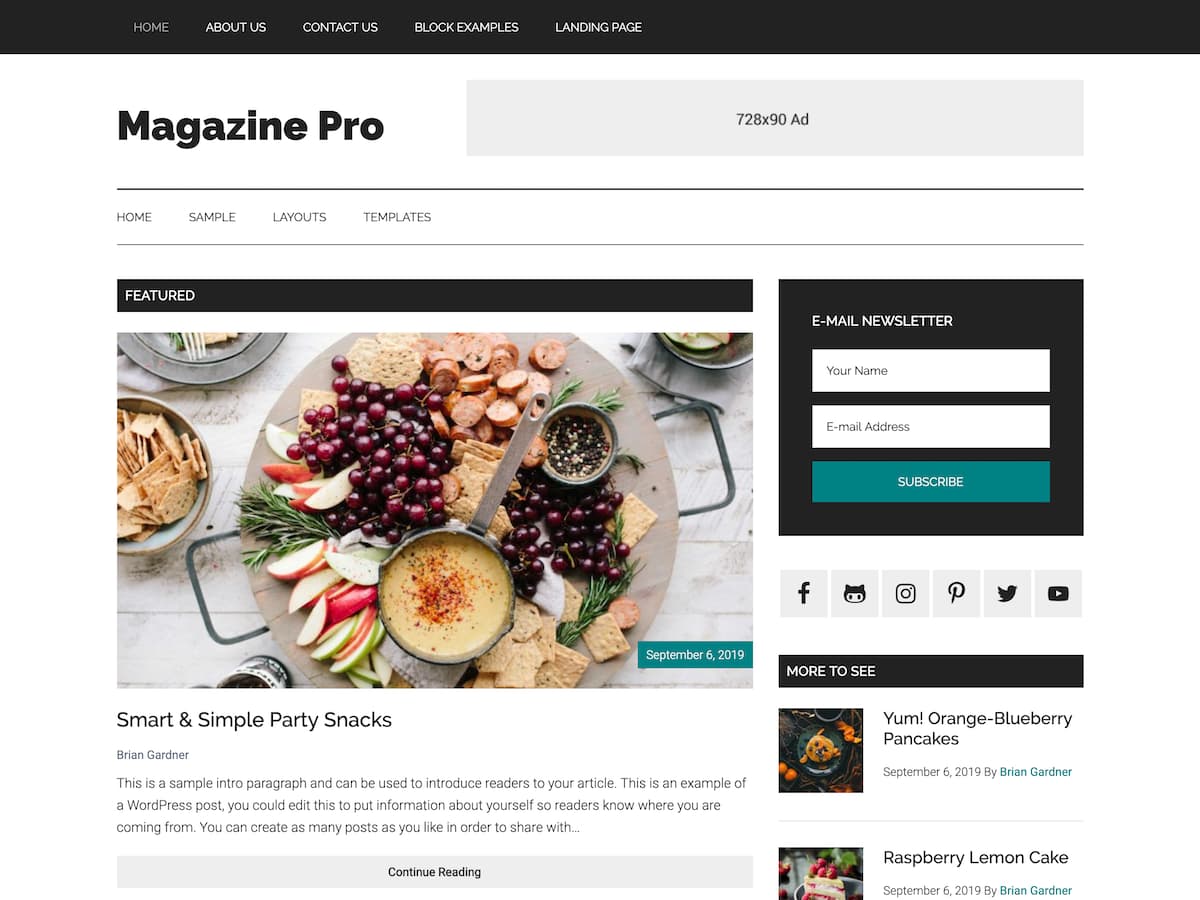 HOME ABOUT US CONTACT US BLOCK EXAMPLES LANDING PAGE
Magazine Pro
728x90 Ad
HOME SAMPLE LAYOUTS TEMPLATES
FEATURED
September 6, 2019
Smart & Simple Party Snacks
Brian Gardner
This is a sample intro paragraph and can be used to introduce readers to your article. This is an example of
a WordPress post, you could edit this to put information about yourself so readers know where you are
coming from. You can create as many posts as you like in order to share with...
Continue Reading
E-MAIL NEWSLETTER
Your Name
E-mail Address
SUBSCRIBE
MORE TO SEE
Yum! Orange-Blueberry
Pancakes
September 6, 2019 By Brian Gardner
Raspberry Lemon Cake
September 6, 2019 By Brian Gardner